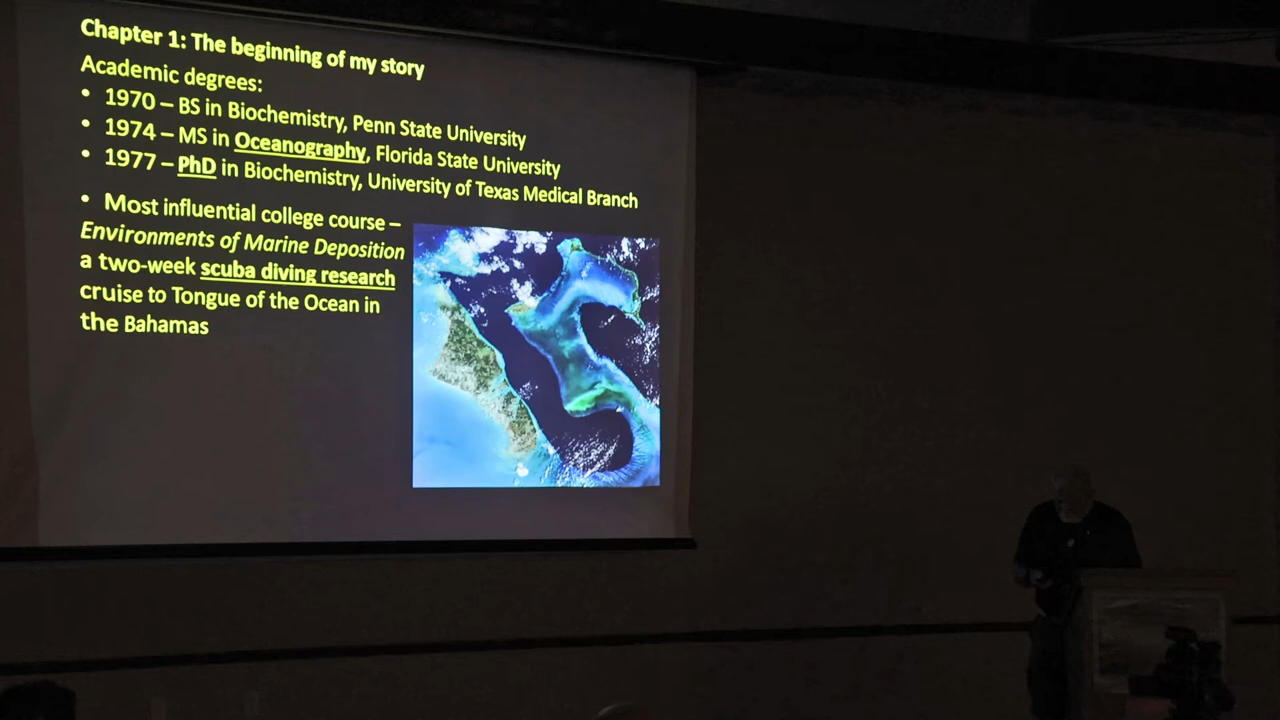 Chapter 1: The beginning of my story
Academic degrees:
• 1970 – BS in Biochemistry, Penn State University
• 1974 – MS in Oceanography, Florida State University
• 1977 – PhD in Biochemistry, University of Texas Medical Branch
• Most influential college course –
Environments of Marine Deposition
a two-week scuba diving research
cruise to Tongue of the Ocean in
the Bahamas